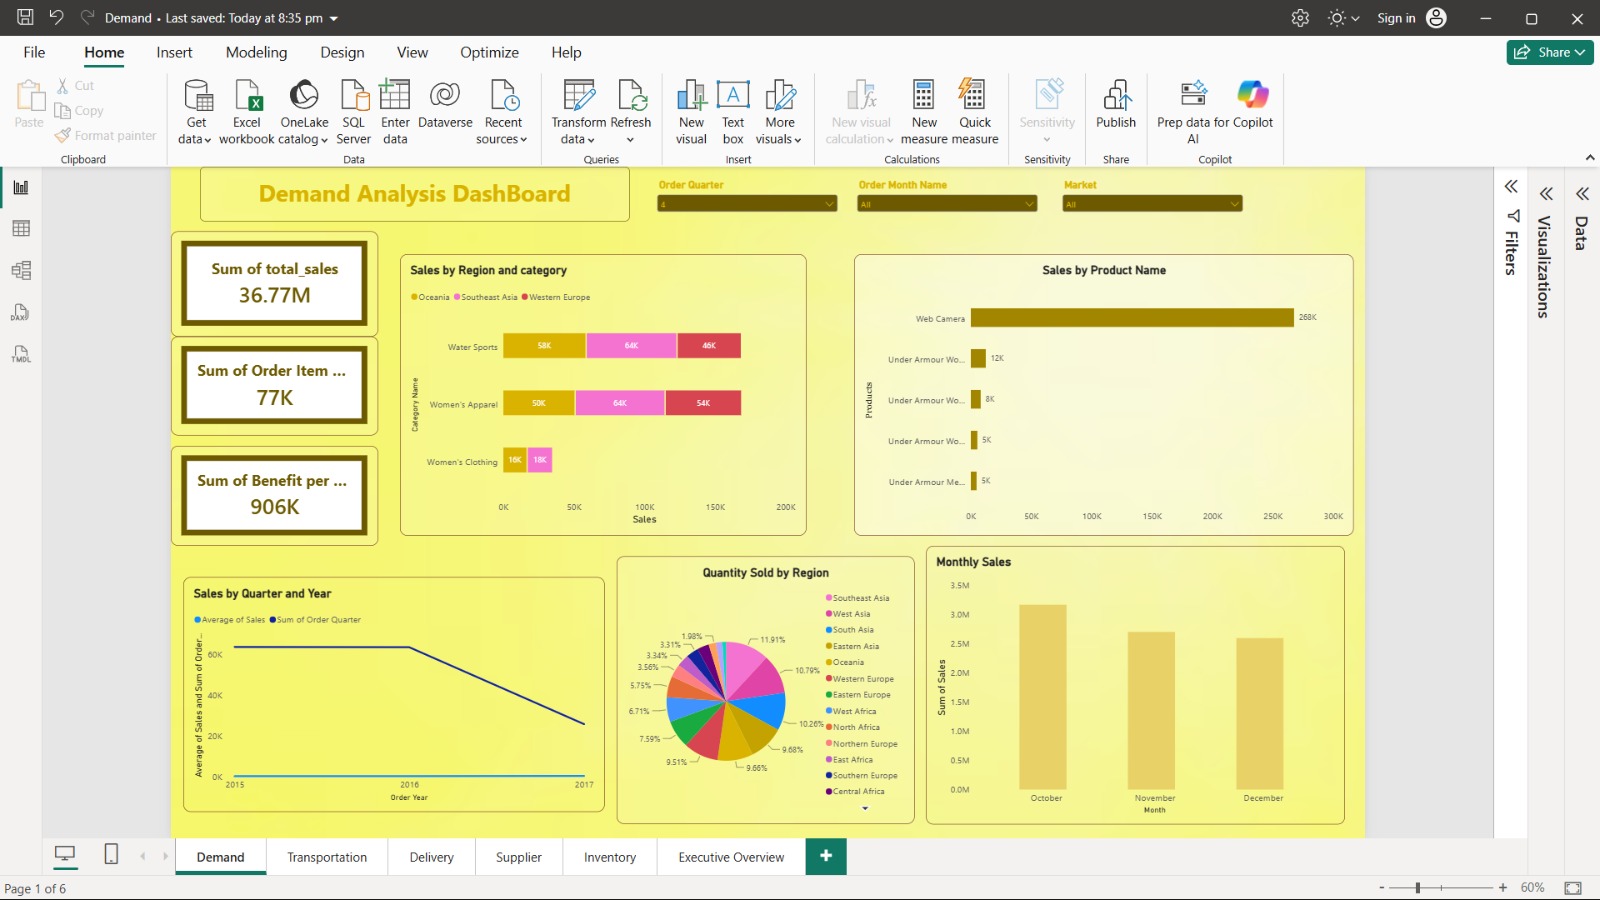 Demand • Last saved: Today at 8:35 pm
Sign in
File Home Insert Modeling Design View Optimize Help
Share
Paste
Cut
Copy
Format painter
Clipboard
Get data
Excel workbook
OneLake catalog
SQL Server
Enter data
Dataverse
Recent sources
Data
Transform data
Refresh
Queries
New visual
Text box
More visuals
Insert
New visual calculation
New measure
Quick measure
Calculations
Sensitivity
Sensitivity
Publish
Share
Prep data for AI
Copilot
Copilot
DAX
TMDL
Demand Analysis DashBoard
Order Quarter
4
Order Month Name
All
Market
All
Filters
Visualizations
Data
Sum of total_sales
36.77M
Sum of Order Item ...
77K
Sum of Benefit per ...
906K
Sales by Region and category
Oceania Southeast Asia Western Europe
Category Name
Water Sports 58K 64K 46K
Women's Apparel 50K 64K 54K
Women's Clothing 16K 18K
0K 50K 100K 150K 200K
Sales
Sales by Product Name
Products
Web Camera 268K
Under Armour Wo... 12K
Under Armour Wo... 8K
Under Armour Wo... 5K
Under Armour Me... 5K
0K 50K 100K 150K 200K 250K 300K
Sales by Quarter and Year
Average of Sales Sum of Order Quarter
Average of Sales and Sum of Order...
60K
40K
20K
0K
2015 2016 2017
Order Year
Quantity Sold by Region
11.91%
10.79%
10.26%
9.68%
9.66%
9.51%
7.59%
6.71%
5.75%
3.56%
3.34%
3.31%
1.98%
Southeast Asia
West Asia
South Asia
Eastern Asia
Oceania
Western Europe
Eastern Europe
West Africa
North Africa
Northern Europe
East Africa
Southern Europe
Central Africa
Monthly Sales
Sum of Sales
3.5M
3.0M
2.5M
2.0M
1.5M
1.0M
0.5M
0.0M
October November December
Month
Demand Transportation Delivery Supplier Inventory Executive Overview +
Page 1 of 6
- + 60%